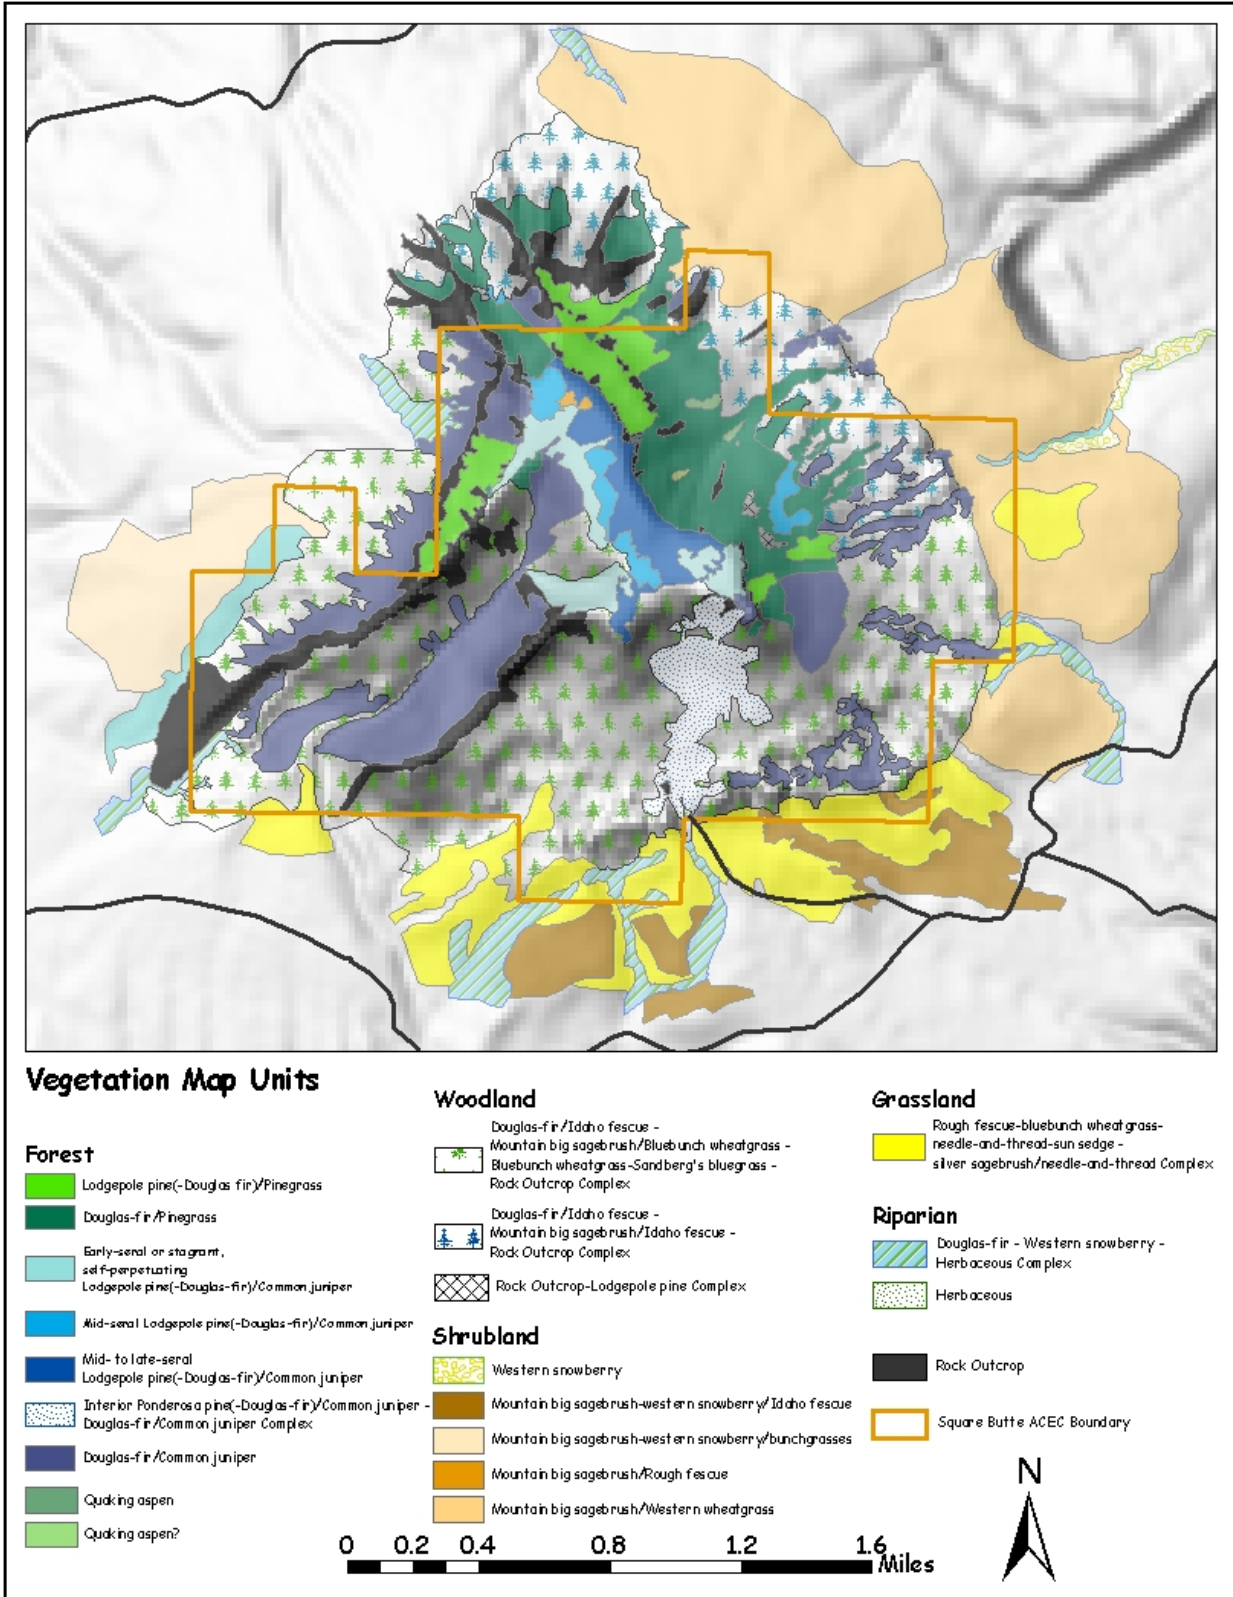 Vegetation Map Units
Forest
Lodgepole pine(-Douglas fir)/Pinegrass
Douglas-fir/Pinegrass
Early-seral or stagrant,
self-perpetuating
Lodgepole pine(-Douglas-fir)/Common juniper
Mid-seral Lodgepole pine(-Douglas-fir)/Common juniper
Mid- to late-seral
Lodgepole pine(-Douglas-fir)/Common juniper
Interior Ponderosa pine(-Douglas-fir)/Common juniper -
Douglas-fir/Common juniper Complex
Douglas-fir/Common juniper
Quaking aspen
Quaking aspen?
Woodland
Douglas-fir/Idaho fescue -
Mountain big sagebrush/Bluebunch wheatgrass -
Bluebunch wheatgrass-Sandberg's bluegrass -
Rock Outcrop Complex
Douglas-fir/Idaho fescue -
Mountain big sagebrush/Idaho fescue -
Rock Outcrop Complex
Rock Outcrop-Lodgepole pine Complex
Shrubland
Western snowberry
Mountain big sagebrush-western snowberry/Idaho fescue
Mountain big sagebrush-western snowberry/bunchgrasses
Mountain big sagebrush/Rough fescue
Mountain big sagebrush/Western wheatgrass
Grassland
Rough fescue-bluebunch wheatgrass-
needle-and-thread-sun sedge -
silver sagebrush/needle-and-thread Complex
Riparian
Douglas-fir - Western snowberry -
Herbaceous Complex
Herbaceous
Rock Outcrop
Square Butte ACEC Boundary
N
0 0.2 0.4 0.8 1.2 1.6
Miles